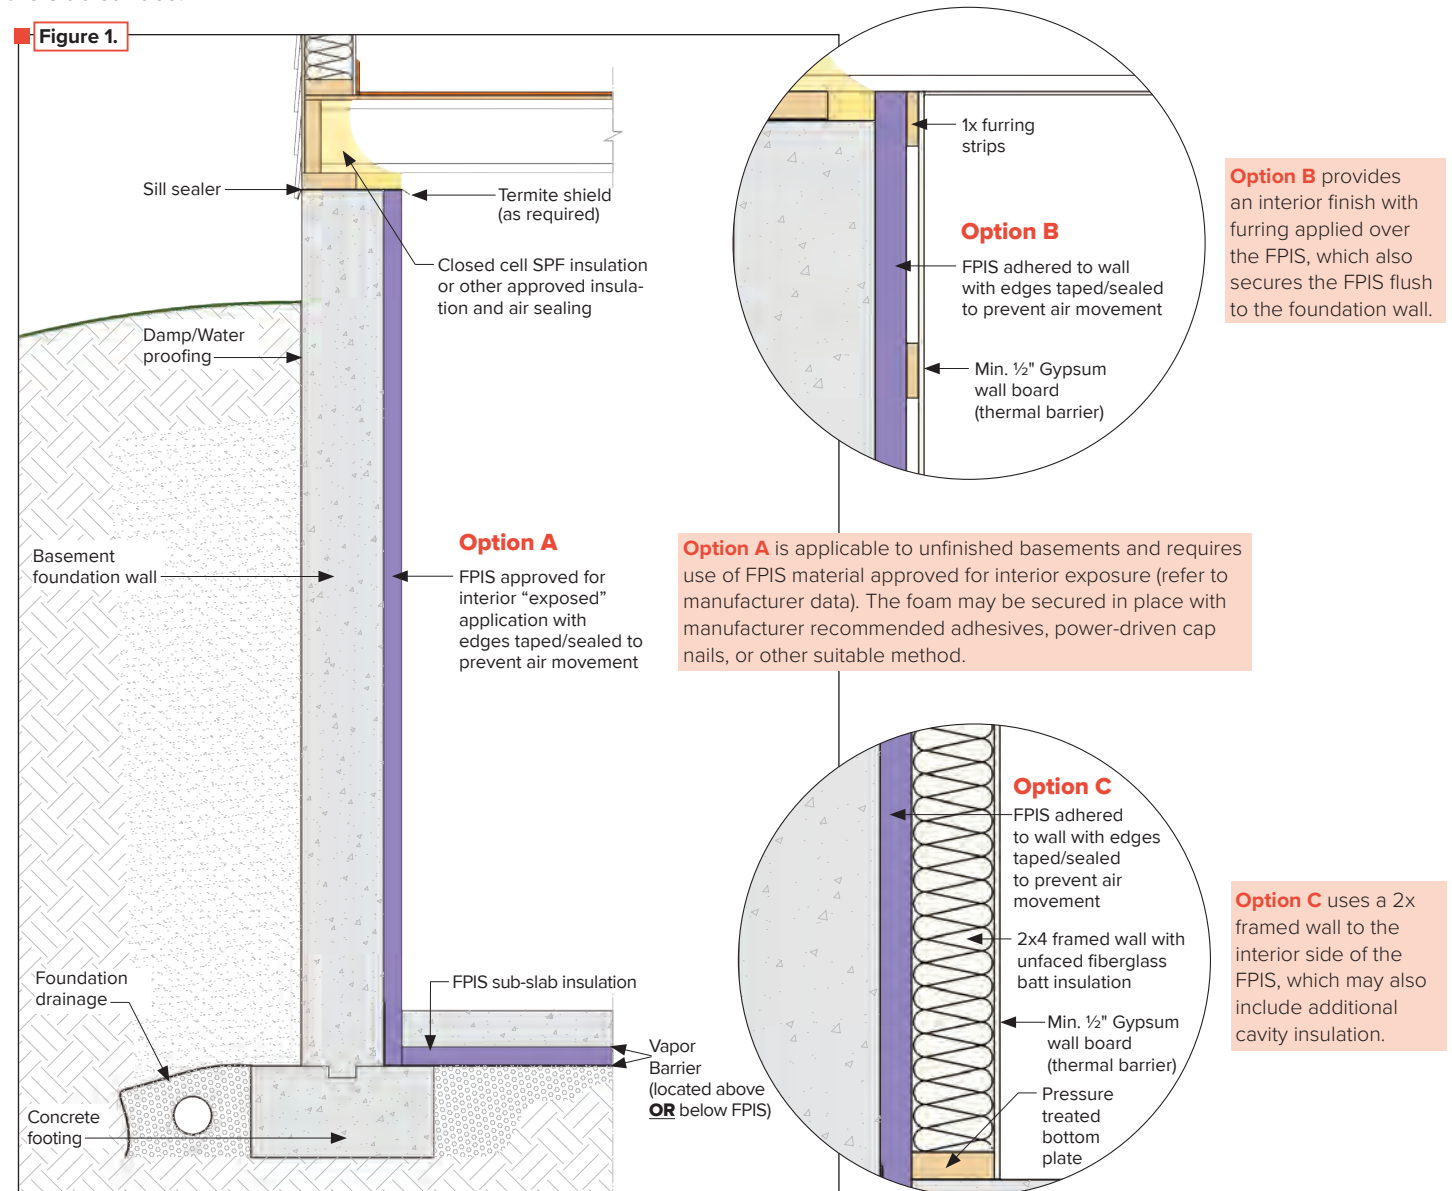 Figure 1.
Sill sealer
Termite shield
(as required)
Closed cell SPF insulation
or other approved insula-
tion and air sealing
Damp/Water
proofing
Basement
foundation wall
Option A
FPIS approved for
interior “exposed”
application with
edges taped/sealed to
prevent air movement
Foundation
drainage
FPIS sub-slab insulation
Vapor
Barrier
(located above
OR below FPIS)
Concrete
footing
1x furring
strips
Option B
FPIS adhered to wall
with edges taped/sealed
to prevent air movement
Min. ½" Gypsum
wall board
(thermal barrier)
Option B provides
an interior finish with
furring applied over
the FPIS, which also
secures the FPIS flush
to the foundation wall.
Option A is applicable to unfinished basements and requires
use of FPIS material approved for interior exposure (refer to
manufacturer data). The foam may be secured in place with
manufacturer recommended adhesives, power-driven cap
nails, or other suitable method.
Option C
FPIS adhered
to wall with edges
taped/sealed
to prevent air
movement
2x4 framed wall with
unfaced fiberglass
batt insulation
Min. ½" Gypsum
wall board
(thermal barrier)
Pressure
treated
bottom
plate
Option C uses a 2x
framed wall to the
interior side of the
FPIS, which may also
include additional
cavity insulation.